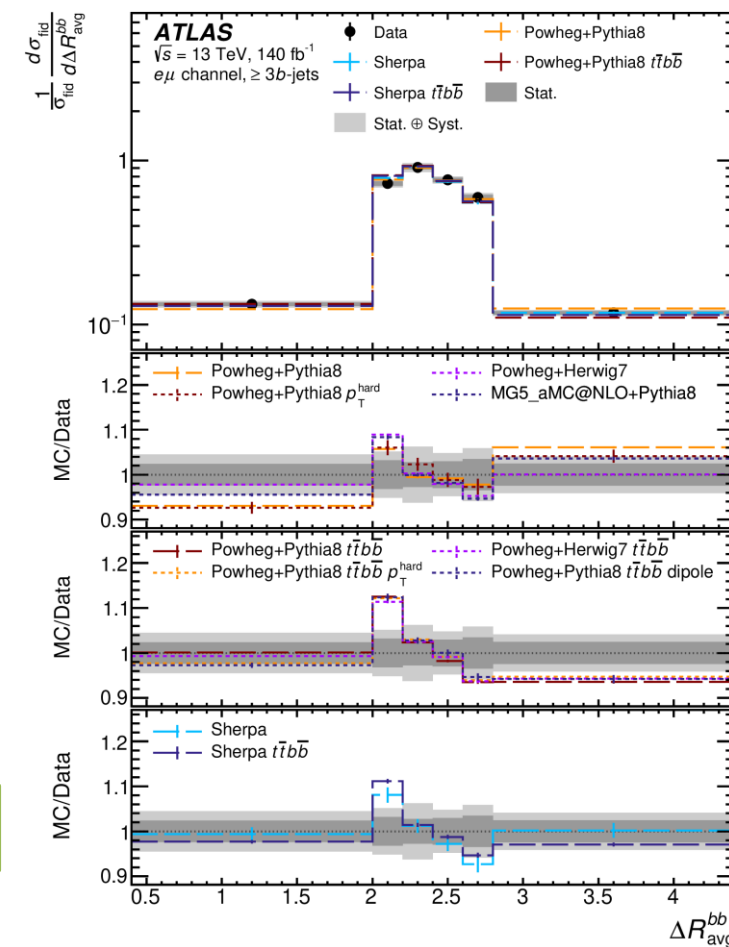 1/σfid dσfid/dΔR^bb_avg
ATLAS
√s = 13 TeV, 140 fb⁻¹
eμ channel, ≥ 3b-jets
Data
Powheg+Pythia8
Sherpa
Powheg+Pythia8 tt̄bb̄
Sherpa tt̄bb̄
Stat.
Stat. ⊕ Syst.
1
10⁻¹
MC/Data
Powheg+Pythia8
Powheg+Herwig7
Powheg+Pythia8 p_T^hard
MG5_aMC@NLO+Pythia8
1.2
1.1
1
0.9
MC/Data
Powheg+Pythia8 tt̄bb̄
Powheg+Herwig7 tt̄bb̄
Powheg+Pythia8 tt̄bb̄ p_T^hard
Powheg+Pythia8 tt̄bb̄ dipole
1.2
1.1
1
0.9
MC/Data
Sherpa
Sherpa tt̄bb̄
1.2
1.1
1
0.9
0.5 1 1.5 2 2.5 3 3.5 4
ΔR^bb_avg